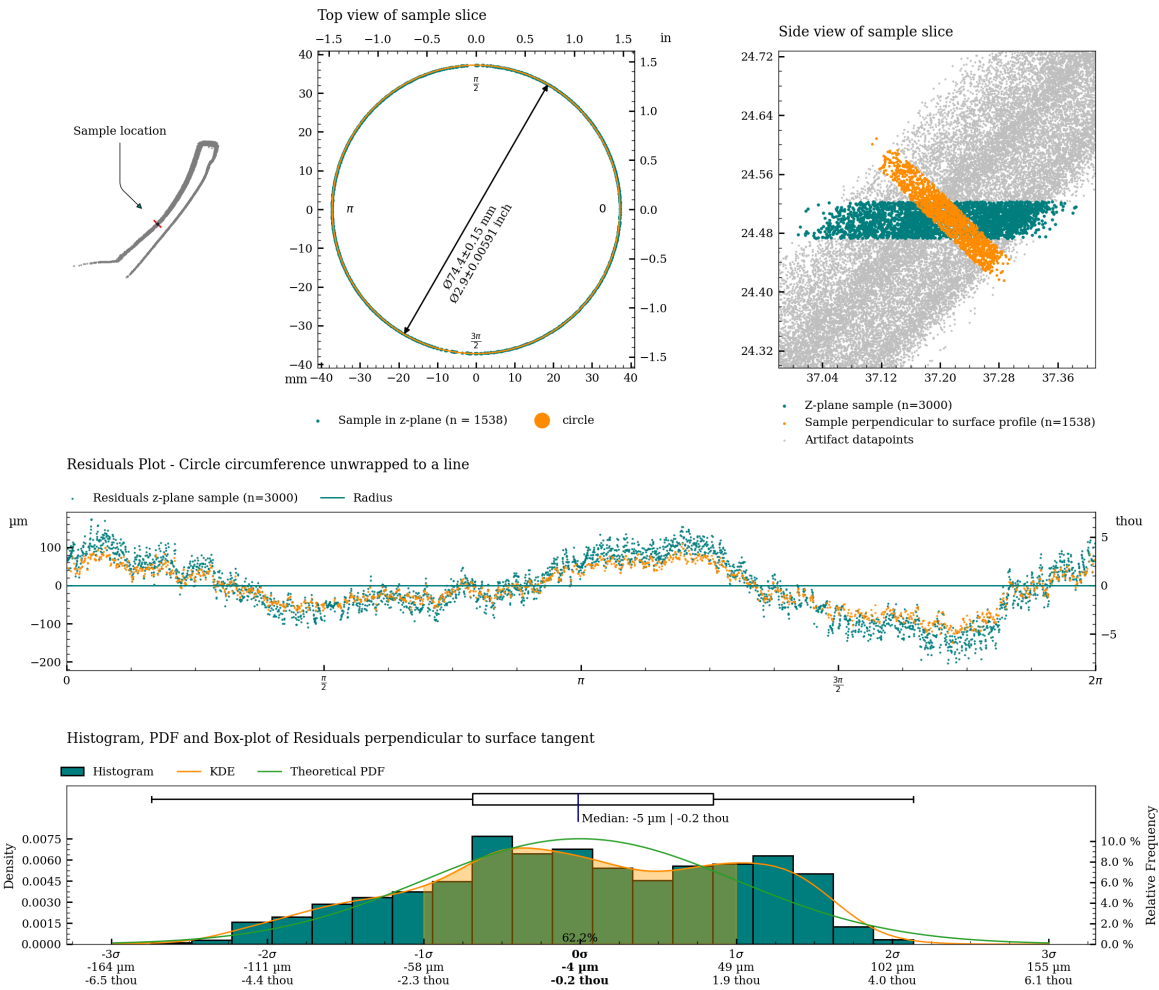 Top view of sample slice
−1.5 −1.0 −0.5 0.0 0.5 1.0 1.5 in
Side view of sample slice
Sample location
40
30
20
10
0
−10
−20
−30
−40
1.5
1.0
0.5
0.0
−0.5
−1.0
−1.5
π/2
π
0
3π/2
Ø74.4±0.15 mm
Ø2.9±0.00591 inch
mm −40 −30 −20 −10 0 10 20 30 40
24.72
24.64
24.56
24.48
24.40
24.32
37.04 37.12 37.20 37.28 37.36
Sample in z-plane (n = 1538) circle
Z-plane sample (n=3000)
Sample perpendicular to surface profile (n=1538)
Artifact datapoints
Residuals Plot - Circle circumference unwrapped to a line
Residuals z-plane sample (n=3000) Radius
µm
thou
100
0
−100
−200
5
0
−5
0 π/2 π 3π/2 2π
Histogram, PDF and Box-plot of Residuals perpendicular to surface tangent
Histogram KDE Theoretical PDF
Median: -5 µm | -0.2 thou
Density
0.0075
0.0060
0.0045
0.0030
0.0015
0.0000
10.0 %
8.0 %
6.0 %
4.0 %
2.0 %
0.0 %
Relative Frequency
62.2%
-3σ -2σ -1σ 0σ 1σ 2σ 3σ
-164 µm -111 µm -58 µm -4 µm 49 µm 102 µm 155 µm
-6.5 thou -4.4 thou -2.3 thou -0.2 thou 1.9 thou 4.0 thou 6.1 thou